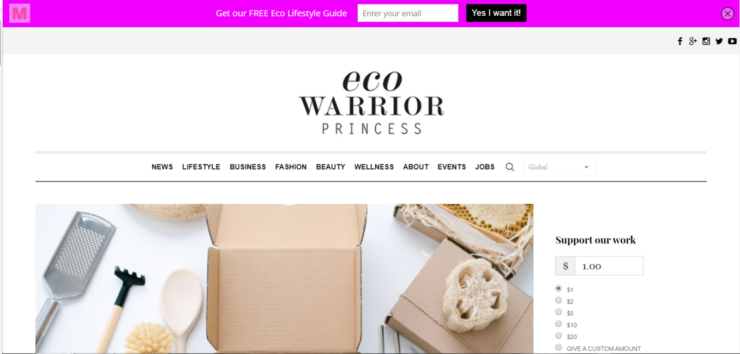 M Get our FREE Eco Lifestyle Guide Enter your email Yes I want it!
eco
WARRIOR
PRINCESS
NEWS LIFESTYLE BUSINESS FASHION BEAUTY WELLNESS ABOUT EVENTS JOBS Global
Support our work
$ 1.00
$1
$2
$5
$10
$20
GIVE A CUSTOM AMOUNT